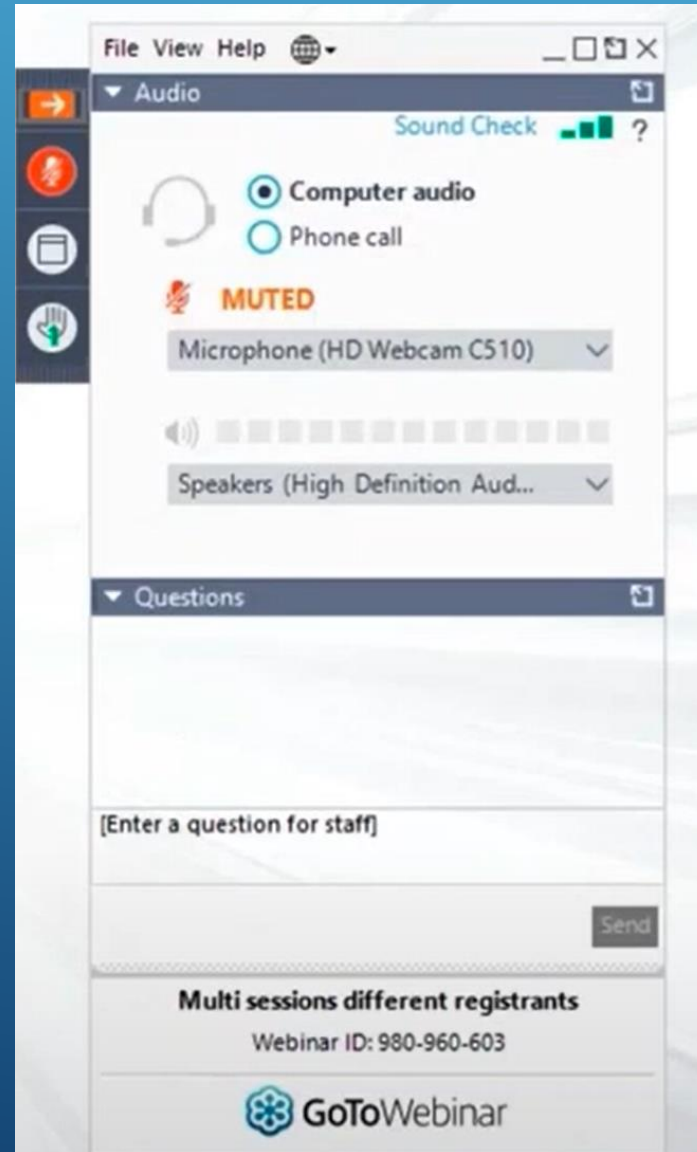 File View Help
Audio
Sound Check ?
Computer audio
Phone call
MUTED
Microphone (HD Webcam C510)
Speakers (High Definition Aud...
Questions
[Enter a question for staff]
Send
Multi sessions different registrants
Webinar ID: 980-960-603
GoToWebinar